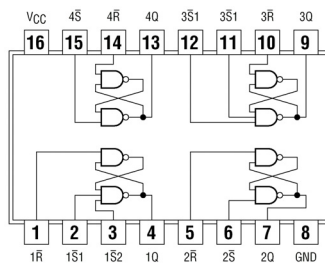 VCC 4S̅ 4R̅ 4Q 3S̅1 3S̅1 3R̅ 3Q
16 15 14 13 12 11 10 9
1 2 3 4 5 6 7 8
1R̅ 1S̅1 1S̅2 1Q 2R̅ 2S̅ 2Q GND